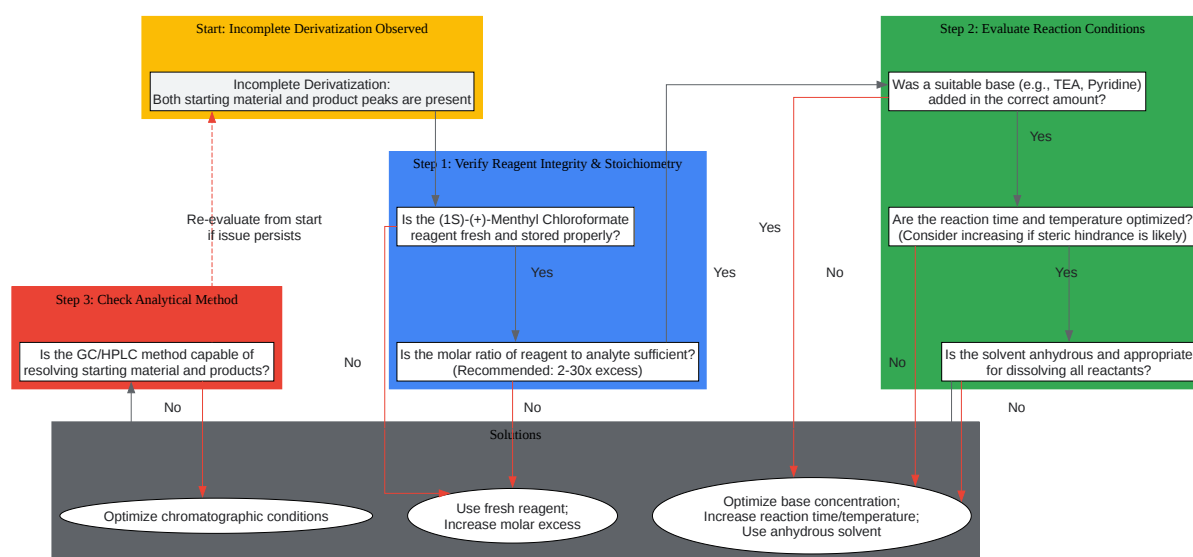 Start: Incomplete Derivatization Observed
Incomplete Derivatization:
Both starting material and product peaks are present
Step 2: Evaluate Reaction Conditions
Was a suitable base (e.g., TEA, Pyridine)
added in the correct amount?
Yes
Step 1: Verify Reagent Integrity & Stoichiometry
Is the (1S)-(+)-Menthyl Chloroformate
reagent fresh and stored properly?
Re-evaluate from start
if issue persists
Yes
Are the reaction time and temperature optimized?
(Consider increasing if steric hindrance is likely)
Yes
Yes
No
Yes
Step 3: Check Analytical Method
Is the GC/HPLC method capable of
resolving starting material and products?
No
Is the molar ratio of reagent to analyte sufficient?
(Recommended: 2-30x excess)
No
Is the solvent anhydrous and appropriate
for dissolving all reactants?
No
No
No
Solutions
Optimize chromatographic conditions
Use fresh reagent;
Increase molar excess
Optimize base concentration;
Increase reaction time/temperature;
Use anhydrous solvent